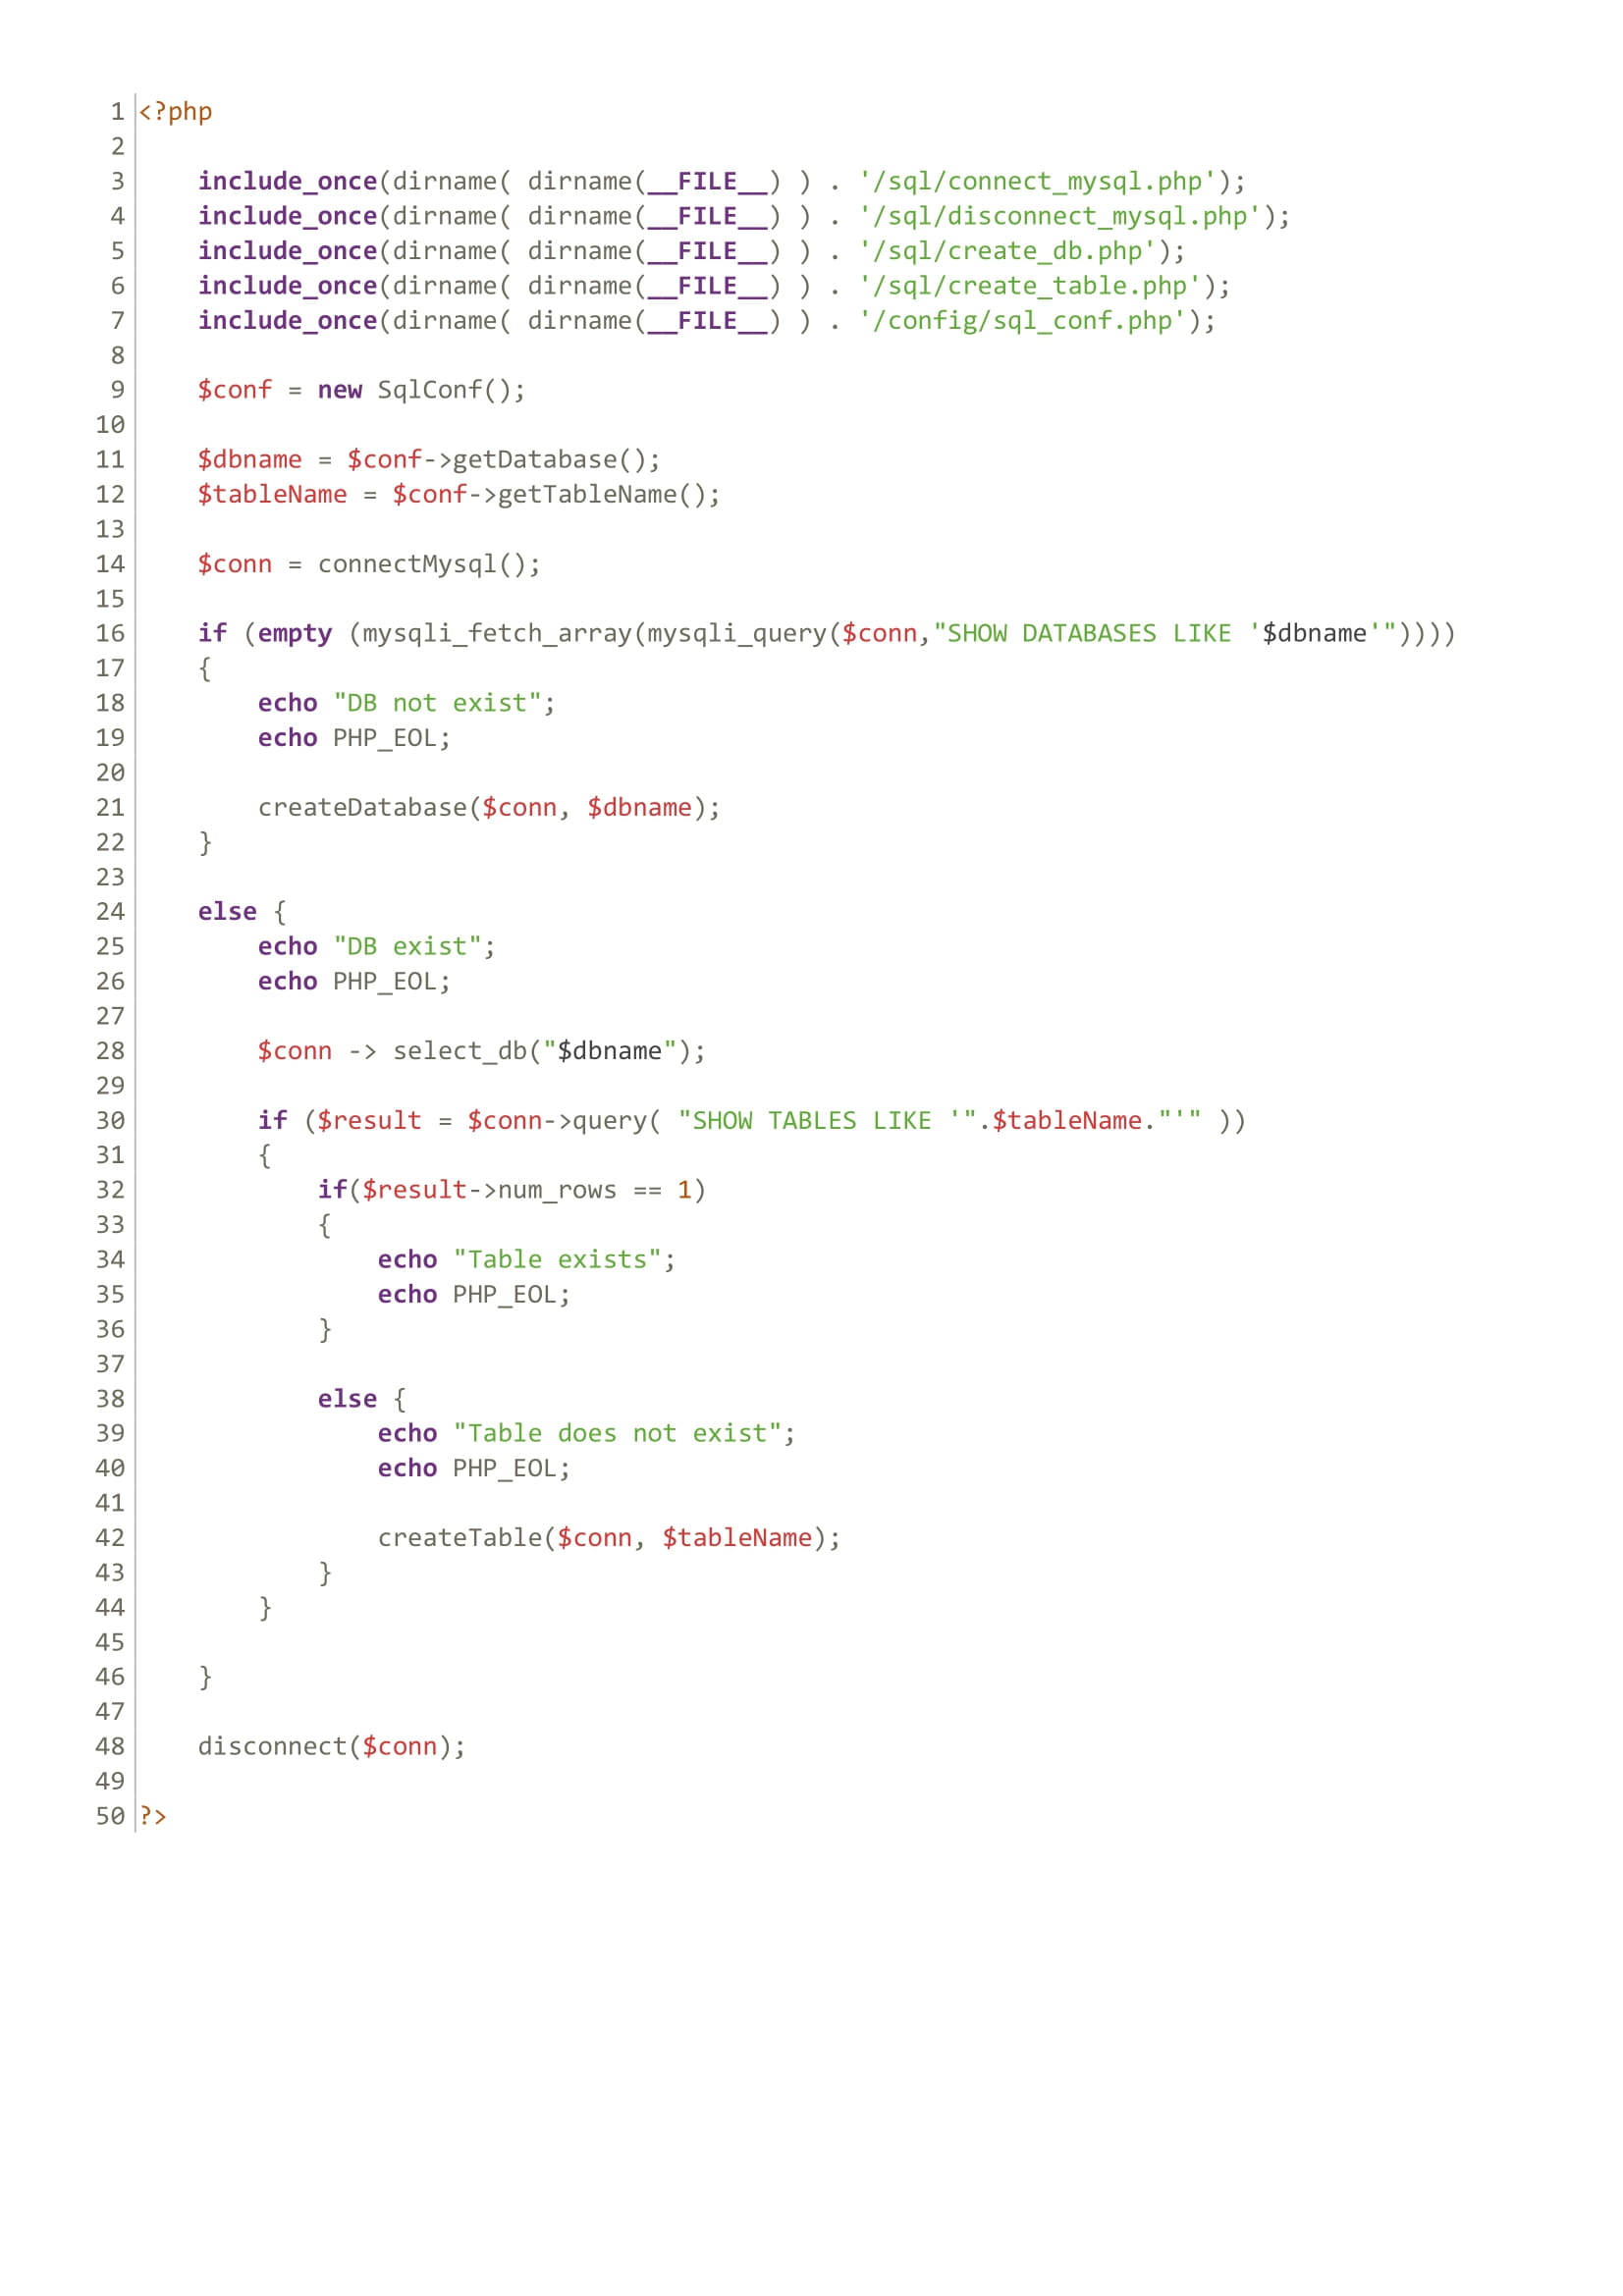 1 <?php
2
3     include_once(dirname( dirname(__FILE__) ) . '/sql/connect_mysql.php');
4     include_once(dirname( dirname(__FILE__) ) . '/sql/disconnect_mysql.php');
5     include_once(dirname( dirname(__FILE__) ) . '/sql/create_db.php');
6     include_once(dirname( dirname(__FILE__) ) . '/sql/create_table.php');
7     include_once(dirname( dirname(__FILE__) ) . '/config/sql_conf.php');
8
9     $conf = new SqlConf();
10
11     $dbname = $conf->getDatabase();
12     $tableName = $conf->getTableName();
13
14     $conn = connectMysql();
15
16     if (empty (mysqli_fetch_array(mysqli_query($conn,"SHOW DATABASES LIKE '$dbname'"))))
17     {
18         echo "DB not exist";
19         echo PHP_EOL;
20
21         createDatabase($conn, $dbname);
22     }
23
24     else {
25         echo "DB exist";
26         echo PHP_EOL;
27
28         $conn -> select_db("$dbname");
29
30         if ($result = $conn->query( "SHOW TABLES LIKE '".$tableName."'" ))
31         {
32             if($result->num_rows == 1)
33             {
34                 echo "Table exists";
35                 echo PHP_EOL;
36             }
37
38             else {
39                 echo "Table does not exist";
40                 echo PHP_EOL;
41
42                 createTable($conn, $tableName);
43             }
44         }
45
46     }
47
48     disconnect($conn);
49
50 ?>